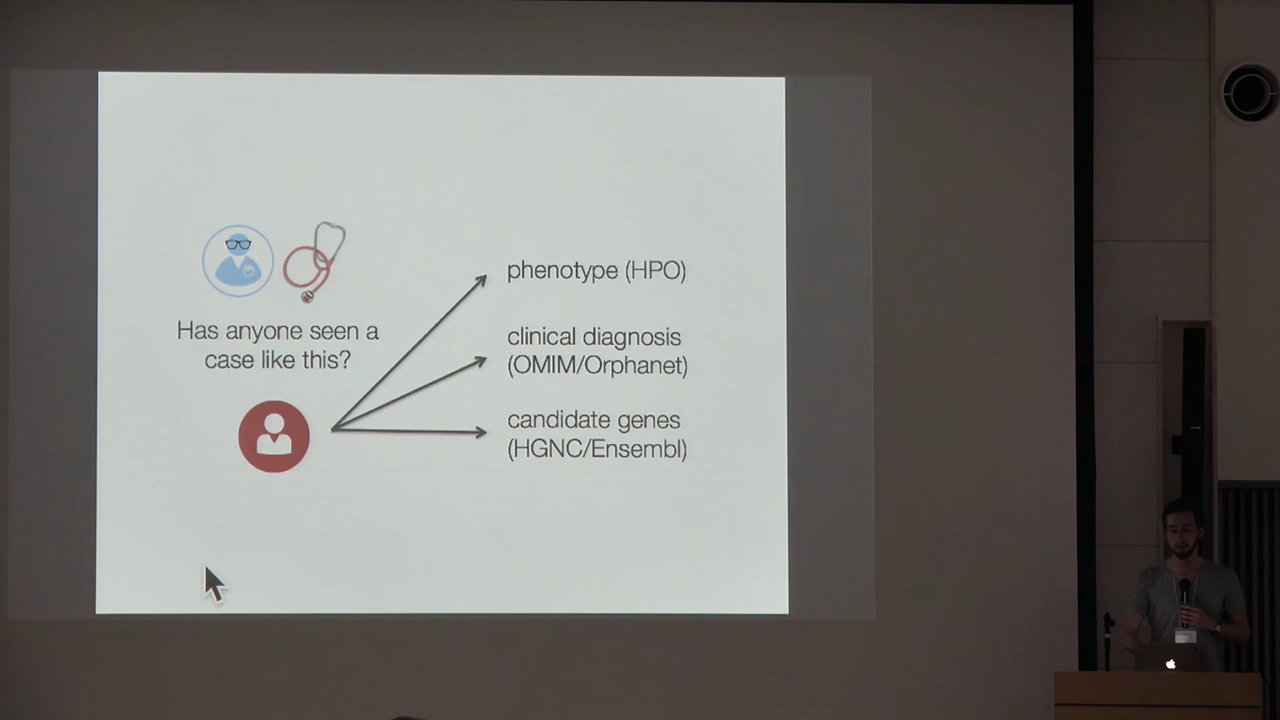 Has anyone seen a
case like this?
phenotype (HPO)
clinical diagnosis
(OMIM/Orphanet)
candidate genes
(HGNC/Ensembl)